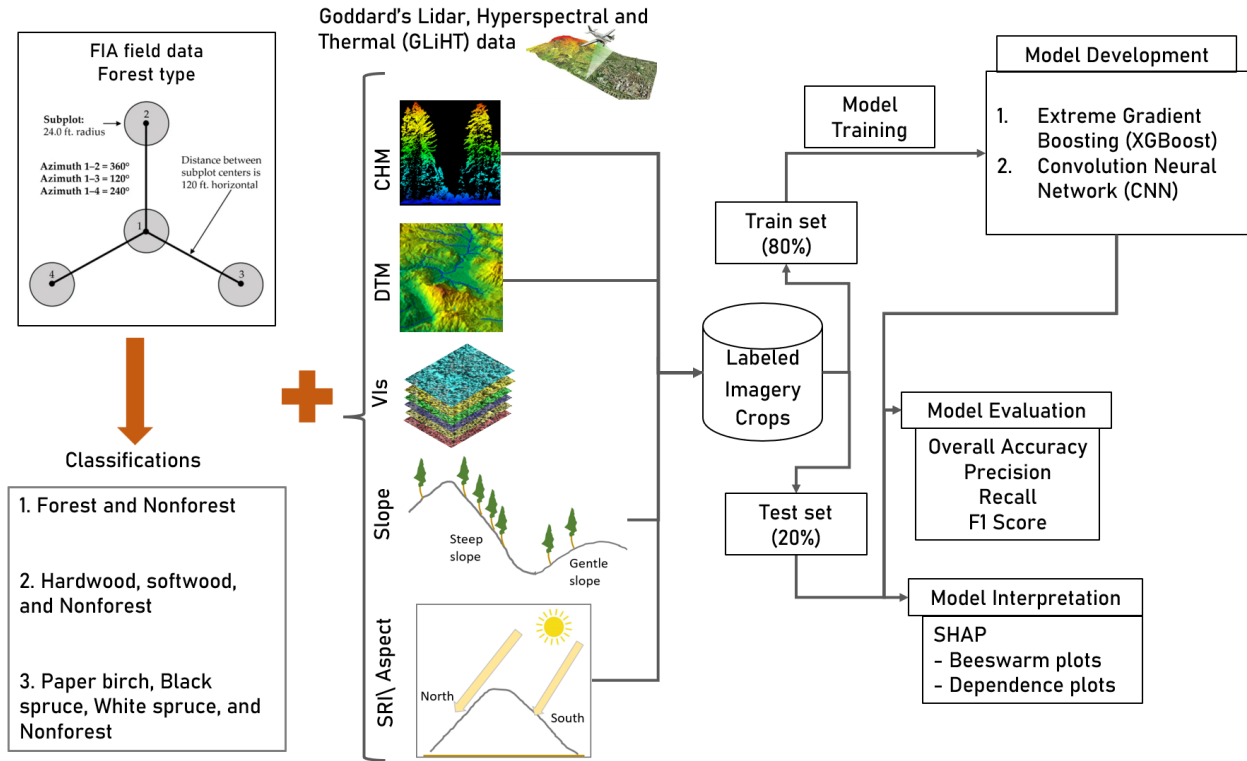 FIA field data
Forest type
2
Subplot:
24.0 ft. radius
Azimuth 1–2 = 360°
Azimuth 1–3 = 120°
Azimuth 1–4 = 240°
Distance between
subplot centers is
120 ft. horizontal
1
4
3
Classifications
1. Forest and Nonforest
2. Hardwood, softwood,
and Nonforest
3. Paper birch, Black
spruce, White spruce, and
Nonforest
Goddard's Lidar, Hyperspectral and
Thermal (GLiHT) data
CHM
DTM
VIs
Slope
Steep
slope
Gentle
slope
SRI\ Aspect
North
South
Labeled
Imagery
Crops
Train set
(80%)
Test set
(20%)
Model
Training
Model Development
1. Extreme Gradient
Boosting (XGBoost)
2. Convolution Neural
Network (CNN)
Model Evaluation
Overall Accuracy
Precision
Recall
F1 Score
Model Interpretation
SHAP
- Beeswarm plots
- Dependence plots